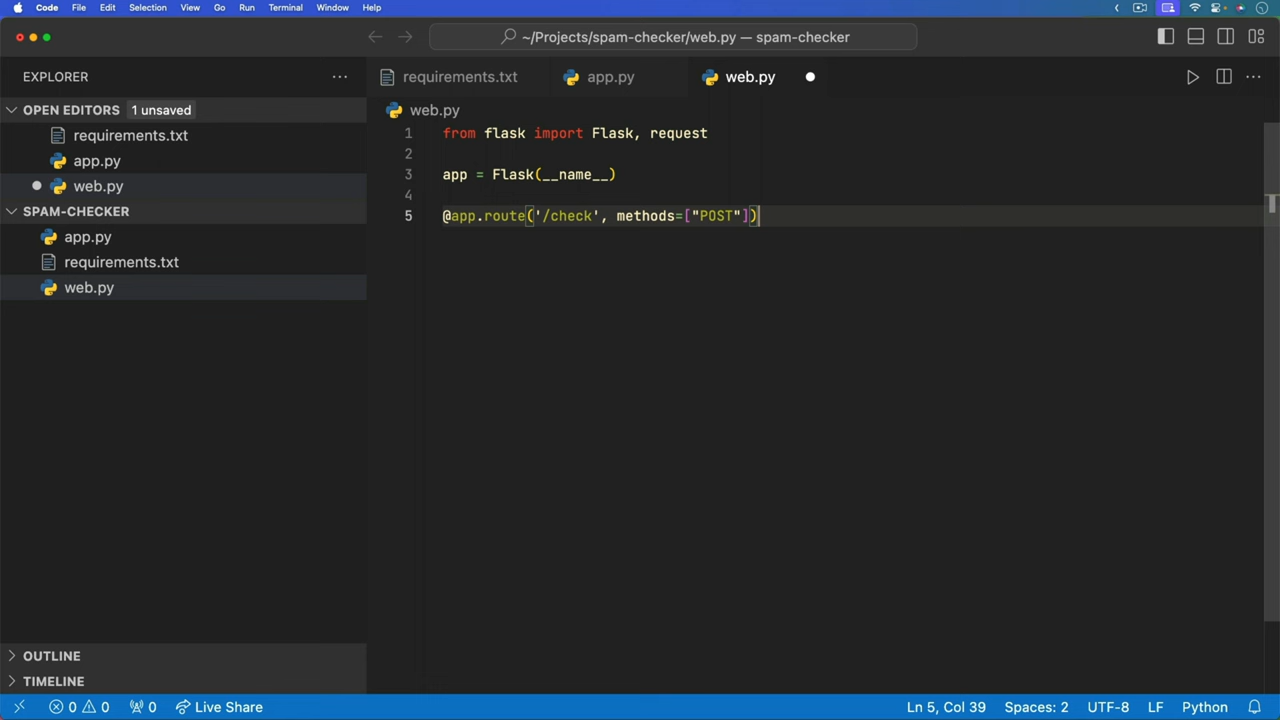 Code File Edit Selection View Go Run Terminal Window Help
~/Projects/spam-checker/web.py — spam-checker
EXPLORER
OPEN EDITORS 1 unsaved
requirements.txt
app.py
web.py
SPAM-CHECKER
app.py
requirements.txt
web.py
OUTLINE
TIMELINE
requirements.txt app.py web.py
web.py
1 from flask import Flask, request
2
3 app = Flask(__name__)
4
5 @app.route('/check', methods=["POST"])
0 0 0 Live Share Ln 5, Col 39 Spaces: 2 UTF-8 LF Python